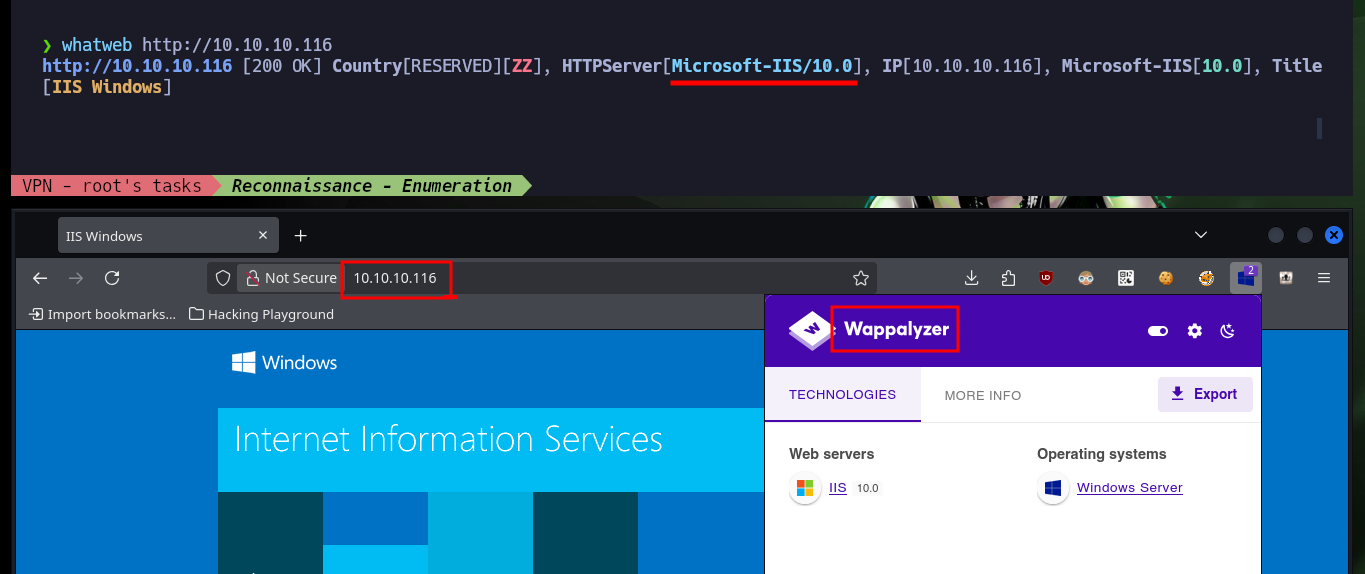 ❯ whatweb http://10.10.10.116
http://10.10.10.116 [200 OK] Country[RESERVED][ZZ], HTTPServer[Microsoft-IIS/10.0], IP[10.10.10.116], Microsoft-IIS[10.0], Title
[IIS Windows]
VPN - root's tasks Reconnaissance - Enumeration
IIS Windows
Not Secure 10.10.10.116
2
Import bookmarks... Hacking Playground
Windows
Internet Information Services
Wappalyzer
TECHNOLOGIES MORE INFO Export
Web servers Operating systems
IIS 10.0 Windows Server